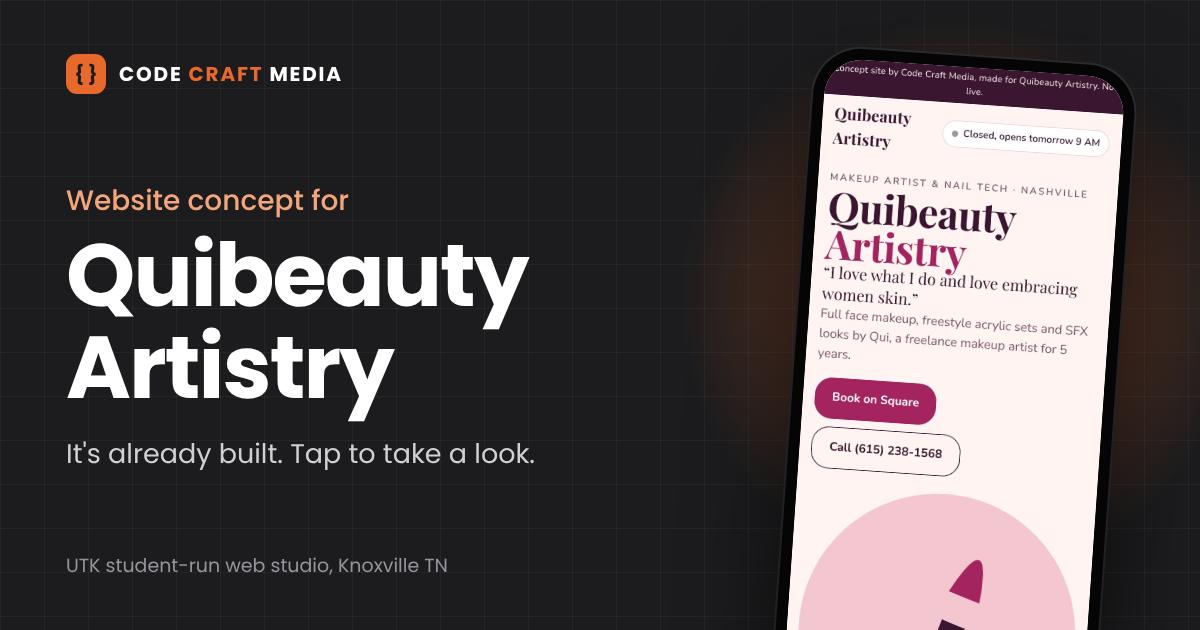 { }
CODE CRAFT MEDIA
Website concept for
Quibeauty
Artistry
It's already built. Tap to take a look.
UTK student-run web studio, Knoxville TN
concept site by Code Craft Media, made for Quibeauty Artistry.
live.
Quibeauty
Artistry
Closed, opens tomorrow 9 AM
MAKEUP ARTIST & NAIL TECH · NASHVILLE
Quibeauty
Artistry
“I love what I do and love embracing
women skin.”
Full face makeup, freestyle acrylic sets and SFX
looks by Qui, a freelance makeup artist for 5
years.
Book on Square
Call (615) 238-1568